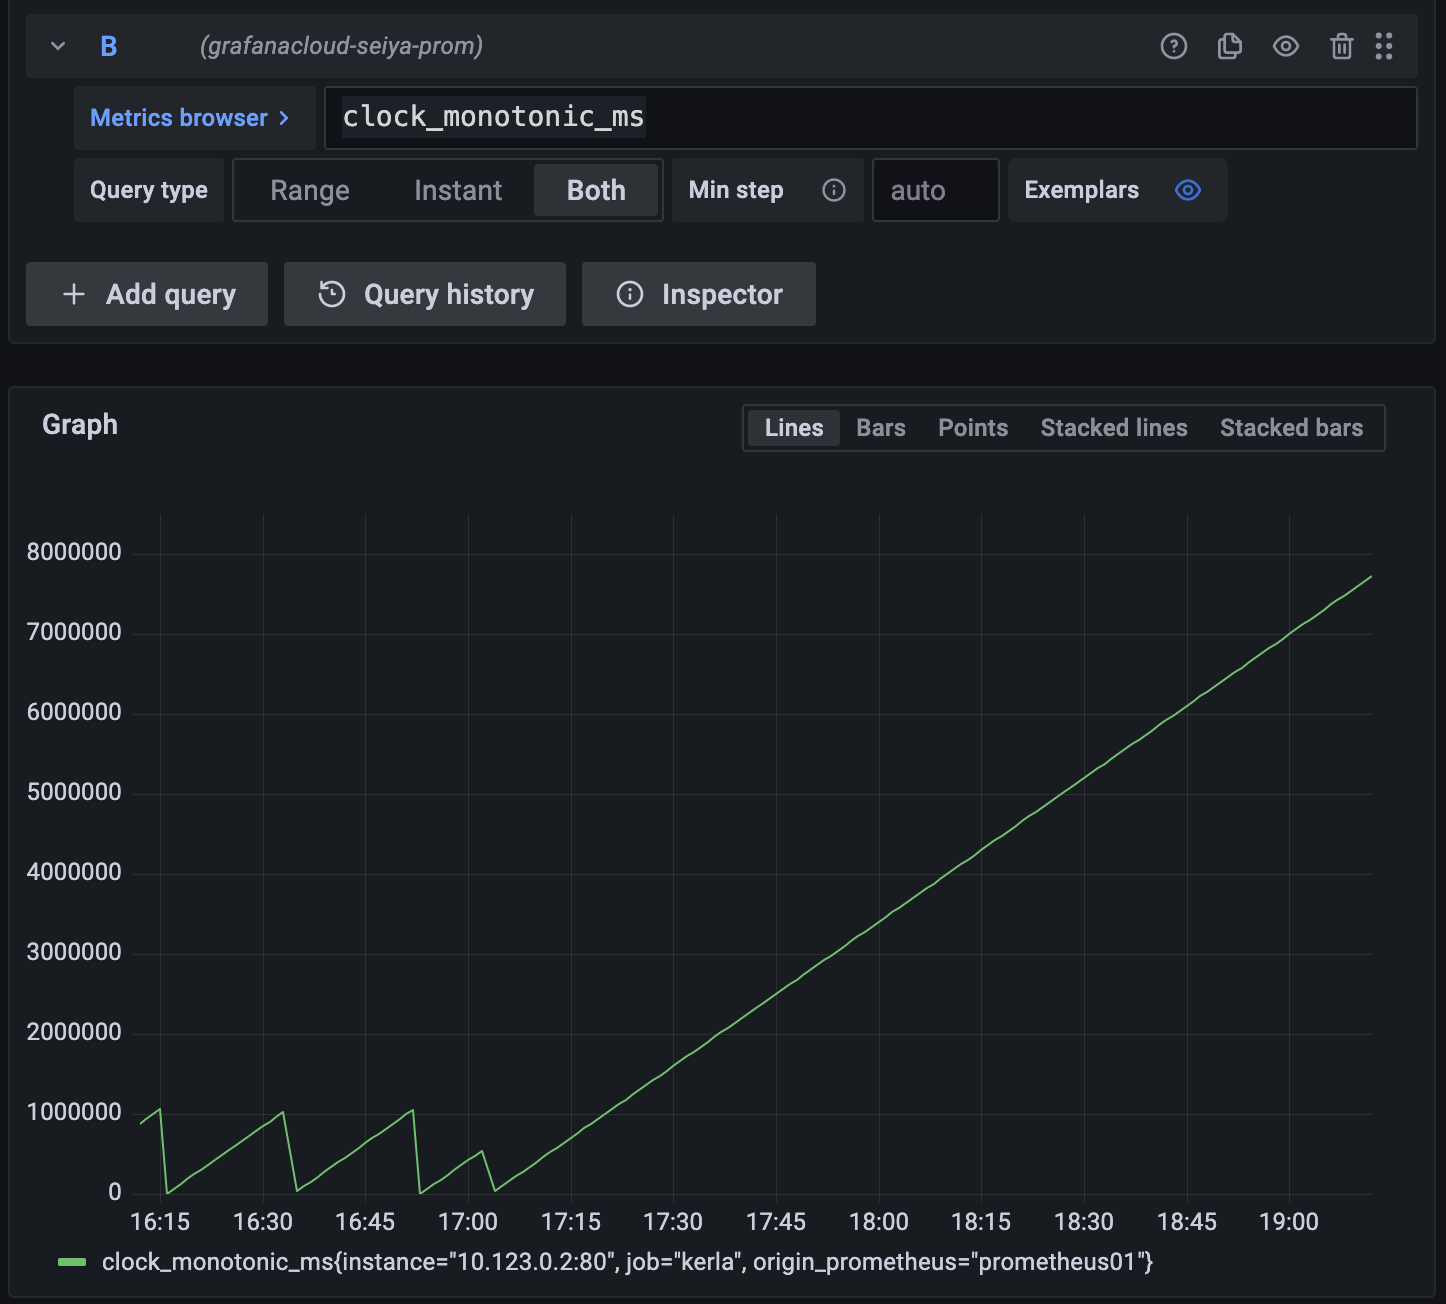 B (grafanacloud-seiya-prom)
Metrics browser > clock_monotonic_ms
Query type Range Instant Both Min step auto Exemplars
+ Add query Query history Inspector
Graph Lines Bars Points Stacked lines Stacked bars
8000000
7000000
6000000
5000000
4000000
3000000
2000000
1000000
0
16:15 16:30 16:45 17:00 17:15 17:30 17:45 18:00 18:15 18:30 18:45 19:00
clock_monotonic_ms{instance="10.123.0.2:80", job="kerla", origin_prometheus="prometheus01"}